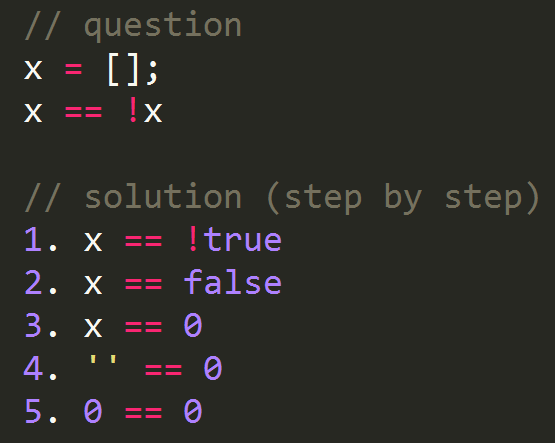 // question
x = [];
x == !x
// solution (step by step)
1. x == !true
2. x == false
3. x == 0
4. '' == 0
5. 0 == 0